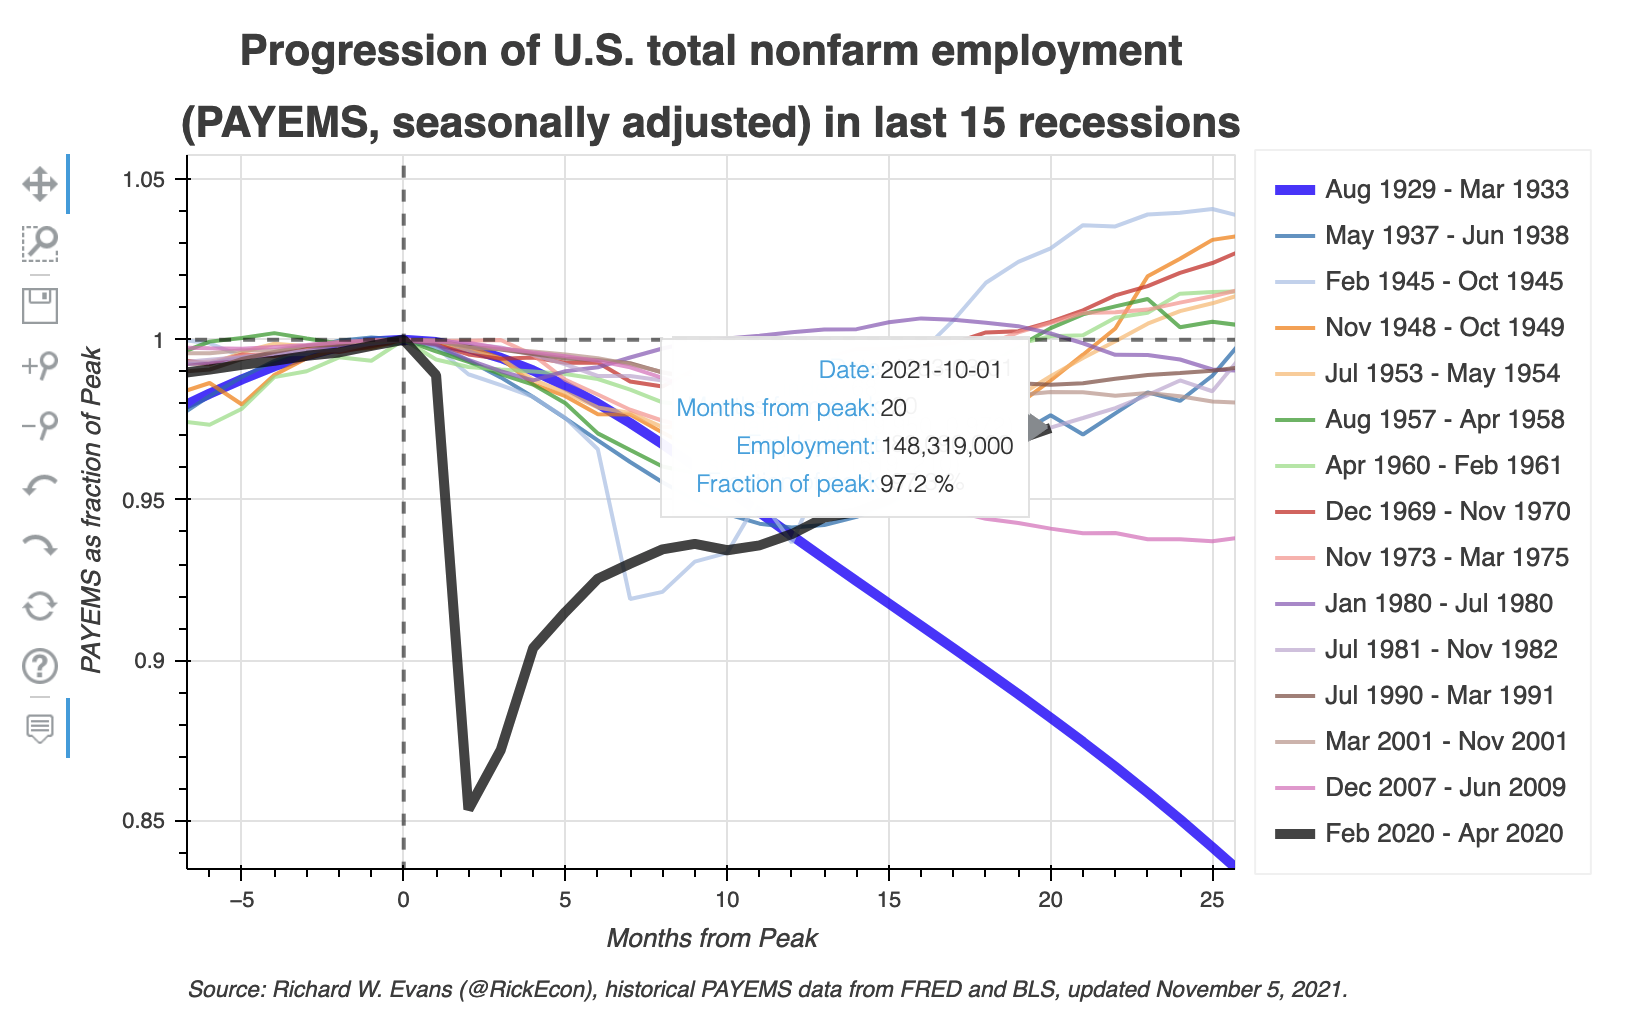 Progression of U.S. total nonfarm employment
(PAYEMS, seasonally adjusted) in last 15 recessions
PAYEMS as fraction of Peak
1.05
1
0.95
0.9
0.85
Date: 2021-10-01
Months from peak: 20
Employment: 148,319,000
Fraction of peak: 97.2 %
−5
0
5
10
15
20
25
Months from Peak
Aug 1929 - Mar 1933
May 1937 - Jun 1938
Feb 1945 - Oct 1945
Nov 1948 - Oct 1949
Jul 1953 - May 1954
Aug 1957 - Apr 1958
Apr 1960 - Feb 1961
Dec 1969 - Nov 1970
Nov 1973 - Mar 1975
Jan 1980 - Jul 1980
Jul 1981 - Nov 1982
Jul 1990 - Mar 1991
Mar 2001 - Nov 2001
Dec 2007 - Jun 2009
Feb 2020 - Apr 2020
Source: Richard W. Evans (@RickEcon), historical PAYEMS data from FRED and BLS, updated November 5, 2021.